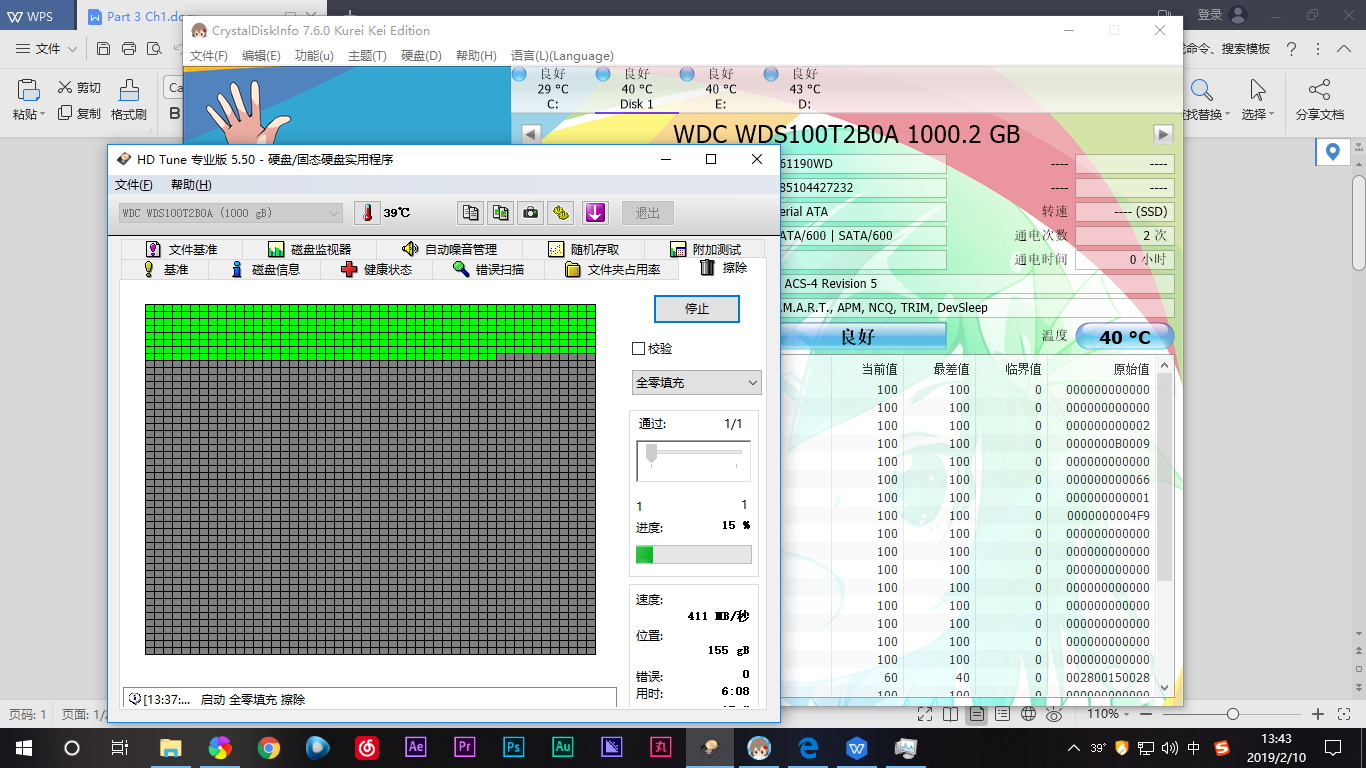 WPS
Part 3 Ch1.doc
登录
文件
命令、搜索模板
剪切
粘贴
复制
格式刷
Ca
B
查找替换
选择
分享文档
CrystalDiskInfo 7.6.0 Kurei Kei Edition
文件(F) 编辑(E) 功能(u) 主题(T) 硬盘(D) 帮助(H) 语言(L)(Language)
良好 良好 良好 良好
29 °C 40 °C 40 °C 43 °C
C: Disk 1 E: D:
WDC WDS100T2B0A 1000.2 GB
61190WD ---- ----
85104427232 ---- ----
erial ATA 转速 ---- (SSD)
ATA/600 | SATA/600 通电次数 2 次
通电时间 0 小时
ACS-4 Revision 5
.M.A.R.T., APM, NCQ, TRIM, DevSleep
良好 温度 40 °C
当前值 最差值 临界值 原始值
100 100 0 000000000000
100 100 0 000000000000
100 100 0 000000000002
100 100 0 0000000B0009
100 100 0 000000000000
100 100 0 000000000066
100 100 0 000000000001
100 100 0 0000000004F9
100 100 0 000000000000
100 100 0 000000000000
100 100 0 000000000000
100 100 0 000000000000
100 100 0 000000000000
100 100 0 000000000000
100 100 0 000000000000
100 100 0 000000000000
60 40 0 002800150028
100 100 0 000000000000
HD Tune 专业版 5.50 - 硬盘/固态硬盘实用程序
文件(F) 帮助(H)
WDC WDS100T2B0A (1000 gB)
39℃
退出
文件基准 磁盘监视器 自动噪音管理 随机存取 附加测试
基准 磁盘信息 健康状态 错误扫描 文件夹占用率 擦除
停止
校验
全零填充
通过: 1/1
1 1
进度: 15 %
速度:
411 MB/秒
位置:
155 gB
错误: 0
用时: 6:08
[13:37:... 启动 全零填充 擦除
页码: 1 页面: 1/2
110%
Ae Pr Ps Au 丸
39°
中
13:43
2019/2/10